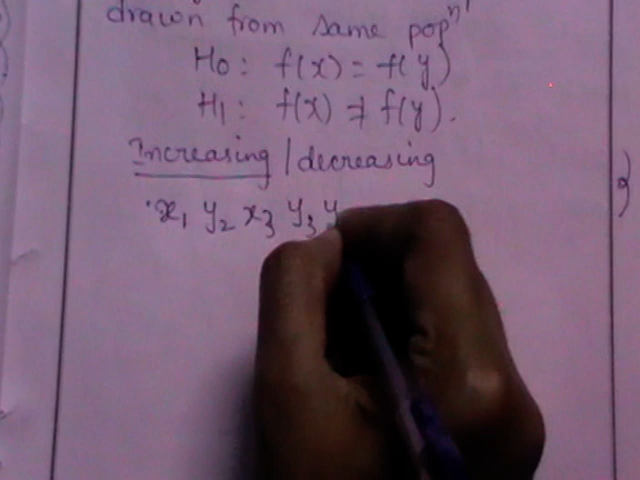 drawn from same popⁿ
H₀: f(x) = f(y)
H₁: f(x) ≠ f(y).
Increasing / decreasing
x₁ y₂ x₃ y₃ y